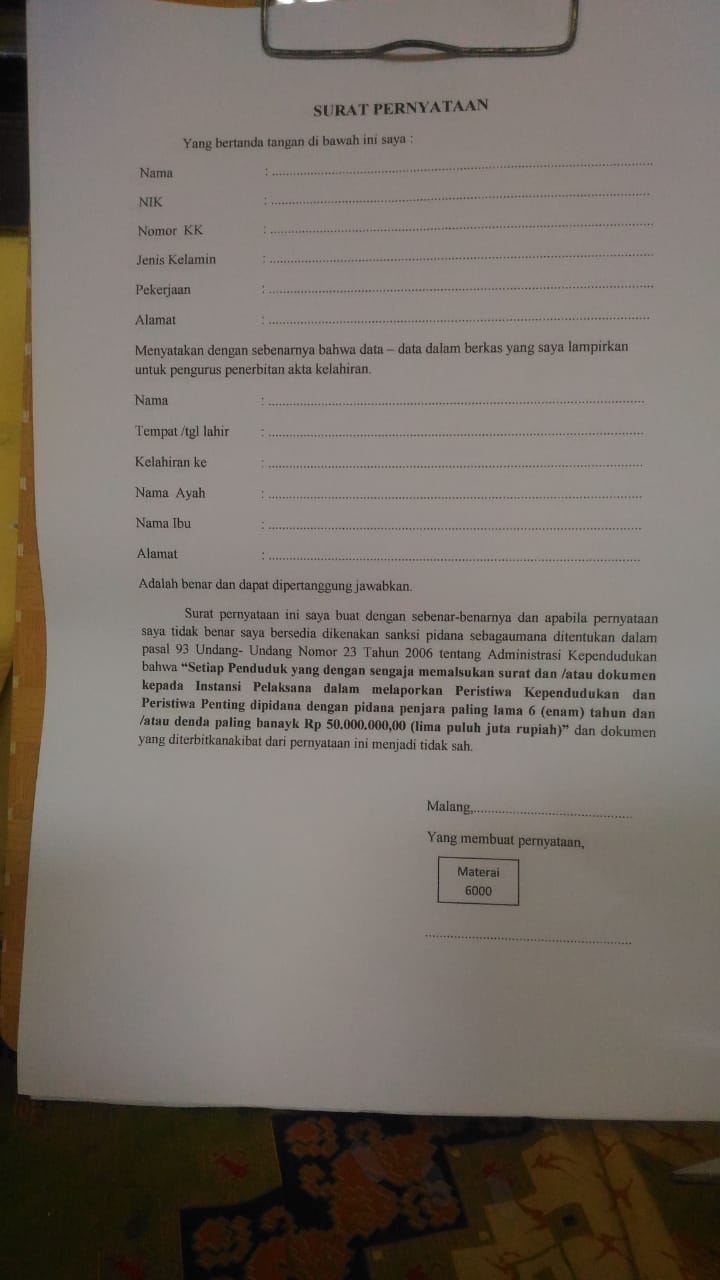 SURAT PERNYATAAN
Yang bertanda tangan di bawah ini saya :
Nama : ................................................
NIK : ................................................
Nomor KK : ................................................
Jenis Kelamin : ................................................
Pekerjaan : ................................................
Alamat : ................................................
Menyatakan dengan sebenarnya bahwa data – data dalam berkas yang saya lampirkan
untuk pengurus penerbitan akta kelahiran.
Nama : ................................................
Tempat /tgl lahir : ................................................
Kelahiran ke : ................................................
Nama Ayah : ................................................
Nama Ibu : ................................................
Alamat : ................................................
Adalah benar dan dapat dipertanggung jawabkan.
Surat pernyataan ini saya buat dengan sebenar-benarnya dan apabila pernyataan
saya tidak benar saya bersedia dikenakan sanksi pidana sebagaumana ditentukan dalam
pasal 93 Undang- Undang Nomor 23 Tahun 2006 tentang Administrasi Kependudukan
bahwa “Setiap Penduduk yang dengan sengaja memalsukan surat dan /atau dokumen
kepada Instansi Pelaksana dalam melaporkan Peristiwa Kependudukan dan
Peristiwa Penting dipidana dengan pidana penjara paling lama 6 (enam) tahun dan
/atau denda paling banayk Rp 50.000.000,00 (lima puluh juta rupiah)” dan dokumen
yang diterbitkanakibat dari pernyataan ini menjadi tidak sah.
Malang,................................
Yang membuat pernyataan,
Materai
6000
................................